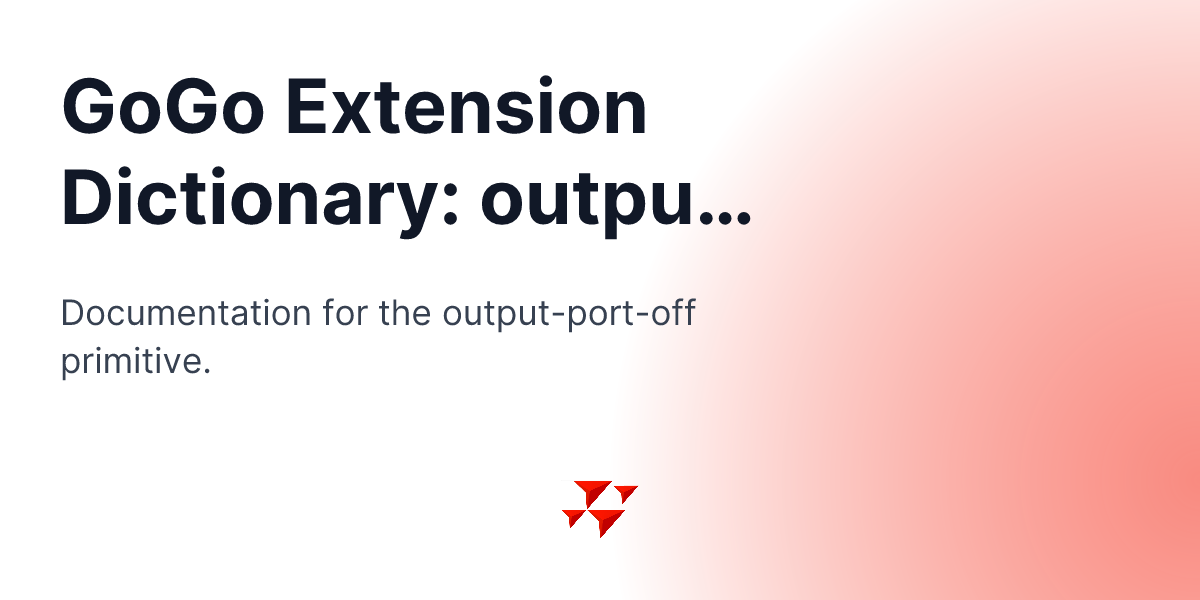 GoGo Extension
Dictionary: outpu...
Documentation for the output-port-off
primitive.